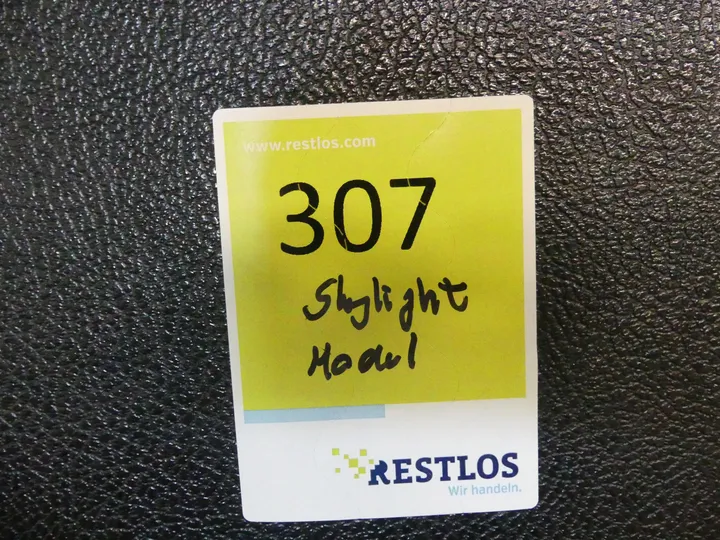 www.restlos.com
307
Skylight
Modul
RESTLOS
Wir handeln.